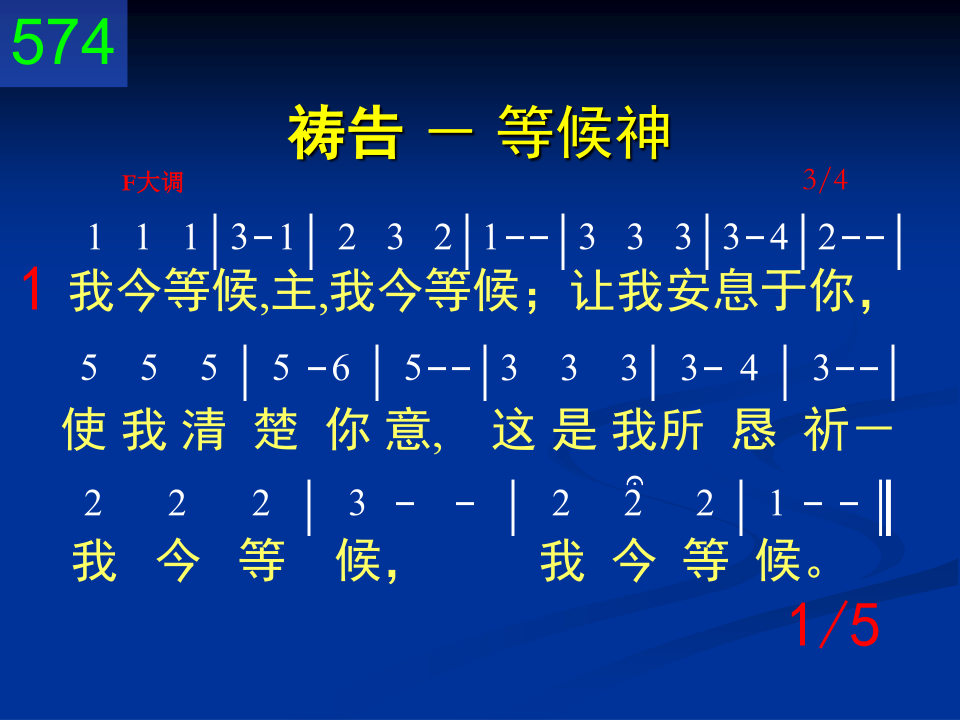 574
祷告 － 等候神
F大调 3/4
1 1 1 | 3-1 | 2 3 2 | 1-- | 3 3 3 | 3-4 | 2-- |
1 我今等候,主,我今等候；让我安息于你，
5 5 5 | 5 -6 | 5-- | 3 3 3 | 3- 4 | 3-- |
使 我 清 楚 你 意, 这 是 我所 恳 祈－
2 2 2 | 3 - - | 2 2 2 | 1 - - ‖
我 今 等 候， 我 今 等 候。
1/5